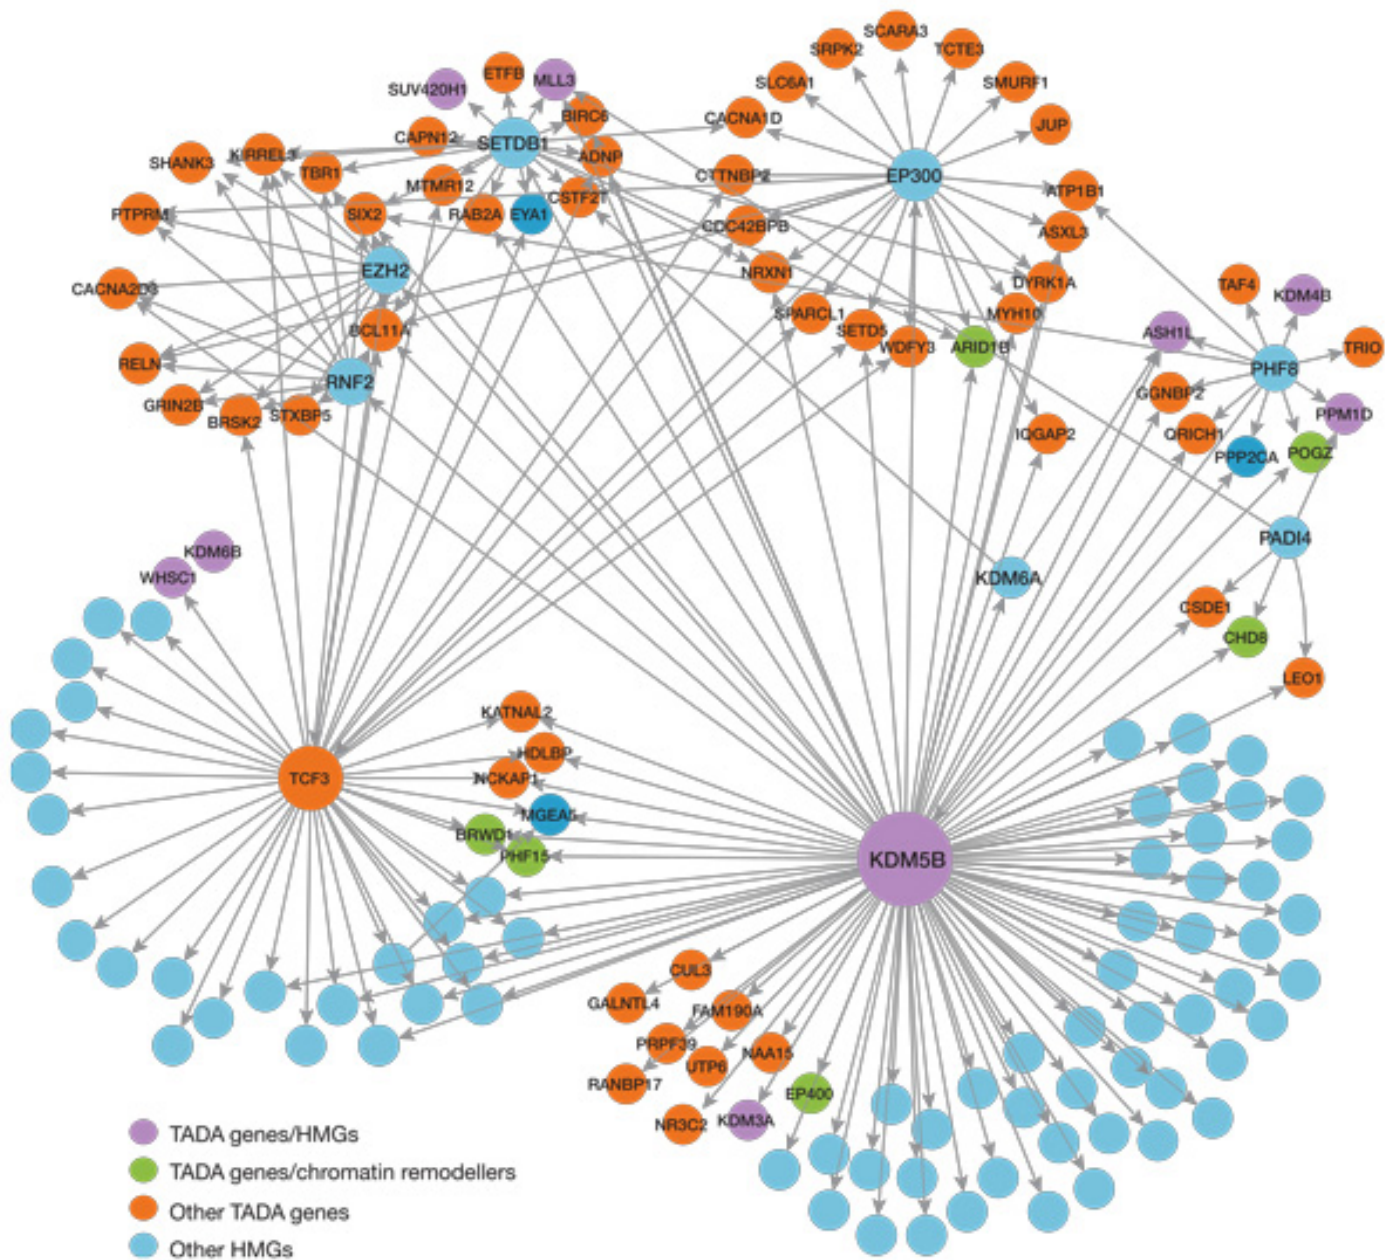 SCARA3
SRPK2
TCTE3
ETFB
MLL3
SUV420H1
SLC6A1
SMURF1
BIRC6
CACNA1D
JUP
CAPN12
SETDB1
SHANK3
KIRREL3
TBR1
ADNP
CTTNBP2
EP300
MTMR12
CSTF2T
ATP1B1
PTPRM
SIX2
RAB2A
EYA1
CDC42BPB
ASXL3
EZH2
NRXN1
DYRK1A
CACNA2D3
TAF4
KDM4B
SPARCL1
MYH10
BCL11A
SETD5
WDFY3
ARID1B
ASH1L
TRIO
RELN
RNF2
PHF8
GRIN2B
BRSK2
STXBP5
GGNBP2
PPM1D
IQGAP2
QRICH1
PPP2CA
POGZ
PADI4
KDM6B
WHSC1
KDM6A
CSDE1
CHD8
LEO1
KATNAL2
HDLBP
TCF3
NCKAP1
MGEA5
BRWD1
PHF15
KDM5B
CUL3
GALNTL4
FAM190A
PRPF39
NAA15
UTP6
RANBP17
EP400
NR3C2
KDM3A
TADA genes/HMGs
TADA genes/chromatin remodellers
Other TADA genes
Other HMGs